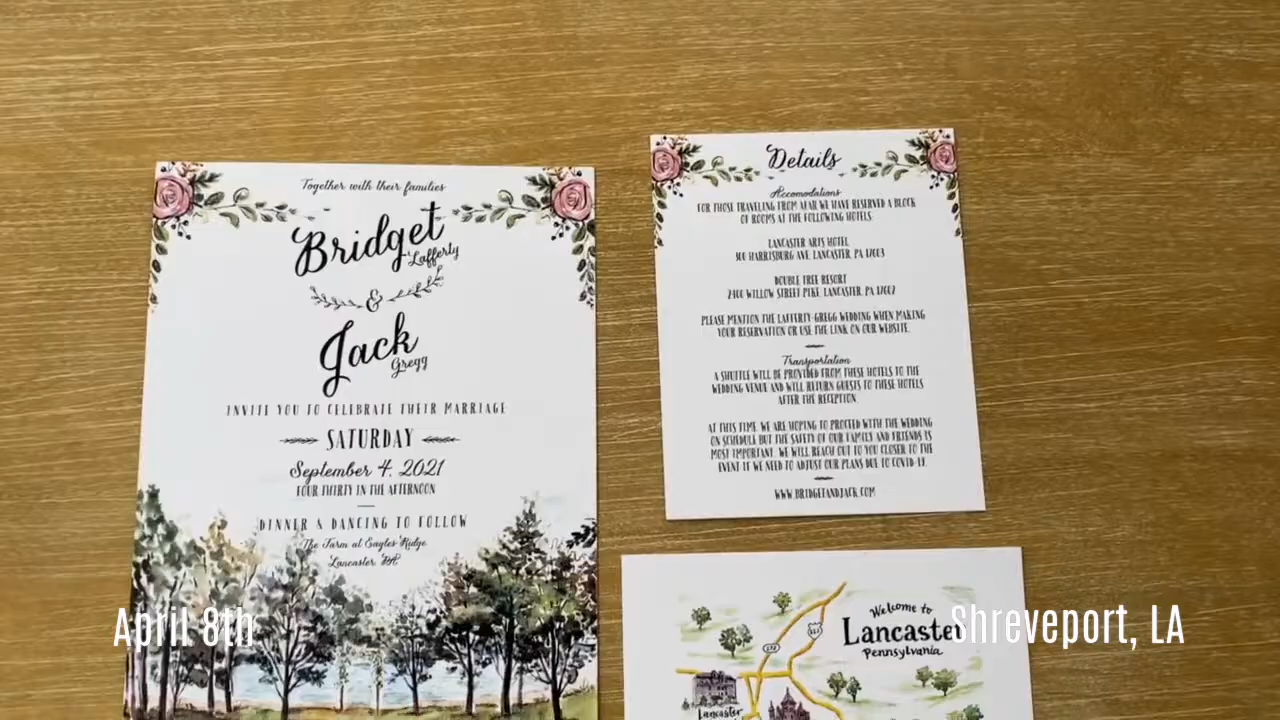 Together with their families
Bridget
Lafferty
&
Jack
Gregg
INVITE YOU TO CELEBRATE THEIR MARRIAGE
SATURDAY
September 4, 2021
FOUR THIRTY IN THE AFTERNOON
DINNER & DANCING TO FOLLOW
The Farm at Eagles Ridge
Lancaster, PA
Details
Accomodations
FOR THOSE TRAVELING FROM AFAR WE HAVE RESERVED A BLOCK
OF ROOMS AT THE FOLLOWING HOTELS:
LANCASTER ARTS HOTEL
300 HARRISBURG AVE, LANCASTER, PA 17603
DOUBLE TREE RESORT
2400 WILLOW STREET PIKE, LANCASTER, PA 17602
PLEASE MENTION THE LAFFERTY-GREGG WEDDING WHEN MAKING
YOUR RESERVATION OR USE THE LINK ON OUR WEBSITE.
Transportation
A SHUTTLE WILL BE PROVIDED FROM THESE HOTELS TO THE
WEDDING VENUE AND WILL RETURN GUESTS TO THESE HOTELS
AFTER THE RECEPTION.
AT THIS TIME, WE ARE HOPING TO PROCEED WITH THE WEDDING
ON SCHEDULE BUT THE SAFETY OF OUR FAMILY AND FRIENDS IS
MOST IMPORTANT. WE WILL REACH OUT TO YOU CLOSER TO THE
EVENT IF WE NEED TO ADJUST OUR PLANS DUE TO COVID-19.
WWW.BRIDGETANDJACK.COM
Welcome to
Lancaster
Pennsylvania
Lancaster
April 8th
Shreveport, LA